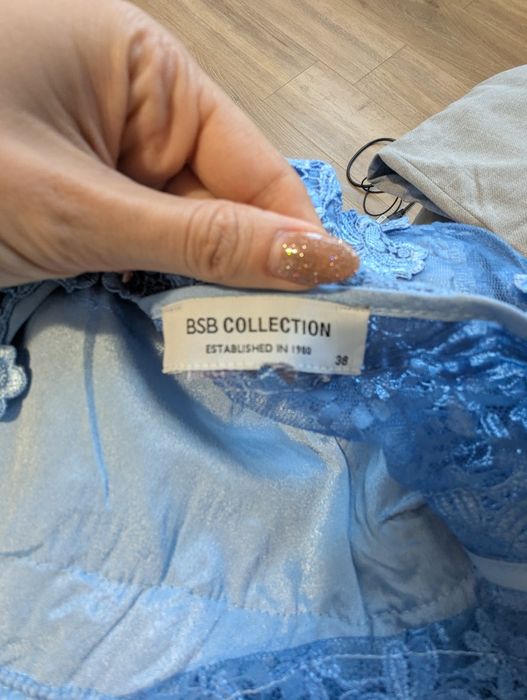 BSB COLLECTION
ESTABLISHED IN 1980
38